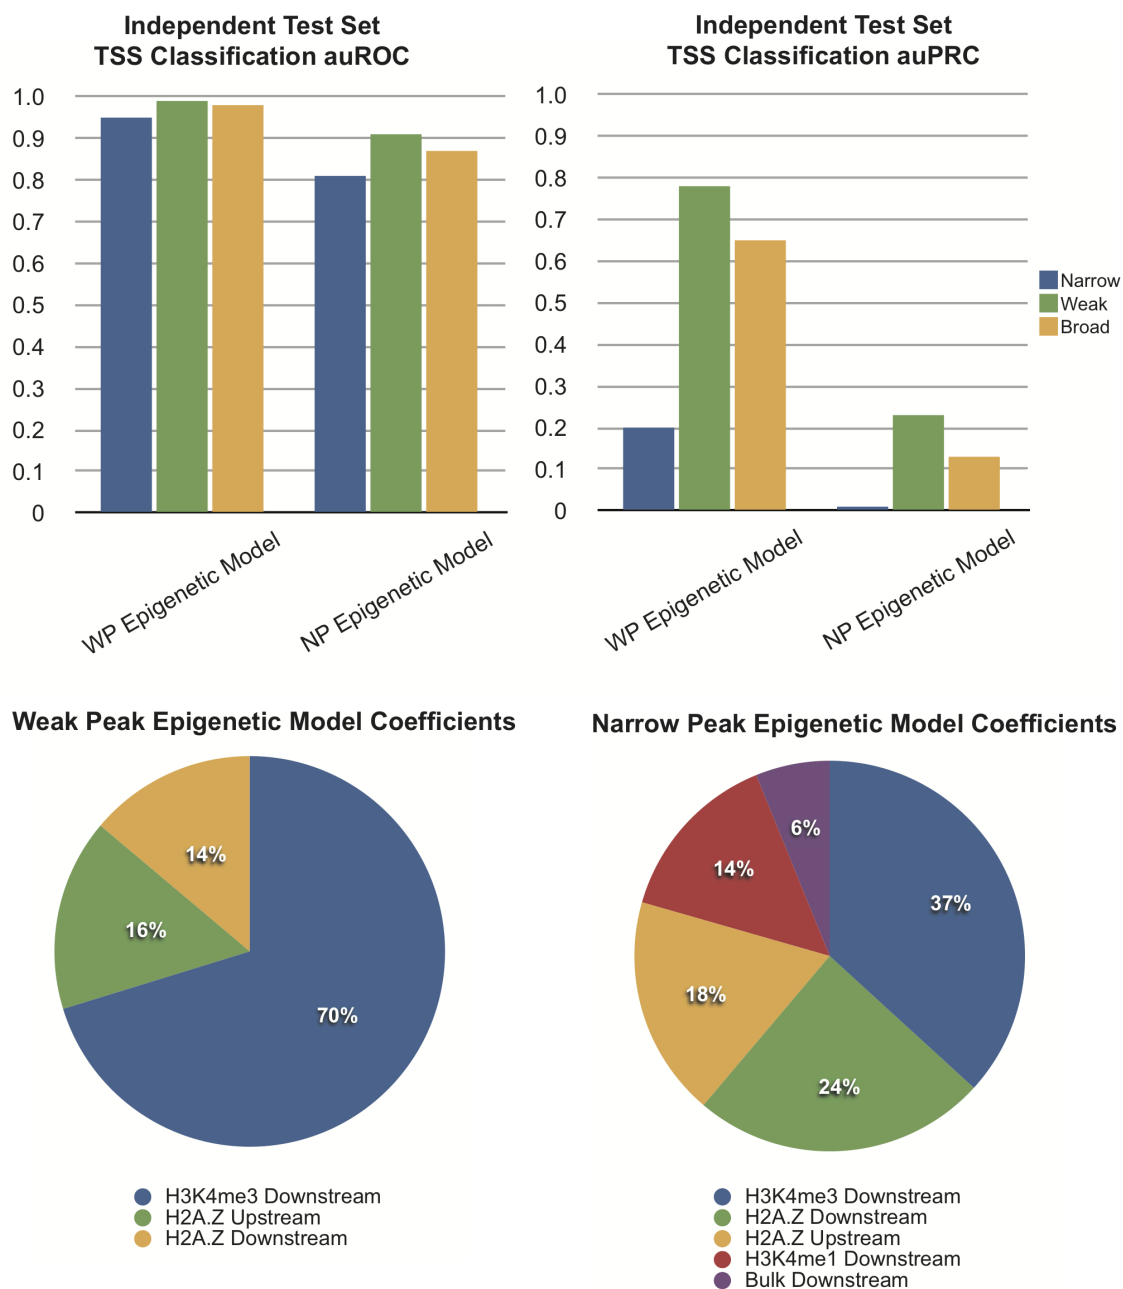 Independent Test Set
TSS Classification auROC
1.0
0.9
0.8
0.7
0.6
0.5
0.4
0.3
0.2
0.1
0
WP Epigenetic Model
NP Epigenetic Model
Independent Test Set
TSS Classification auPRC
1.0
0.9
0.8
0.7
0.6
0.5
0.4
0.3
0.2
0.1
0
WP Epigenetic Model
NP Epigenetic Model
Narrow
Weak
Broad
Weak Peak Epigenetic Model Coefficients
14%
16%
70%
H3K4me3 Downstream
H2A.Z Upstream
H2A.Z Downstream
Narrow Peak Epigenetic Model Coefficients
6%
14%
37%
18%
24%
H3K4me3 Downstream
H2A.Z Downstream
H2A.Z Upstream
H3K4me1 Downstream
Bulk Downstream